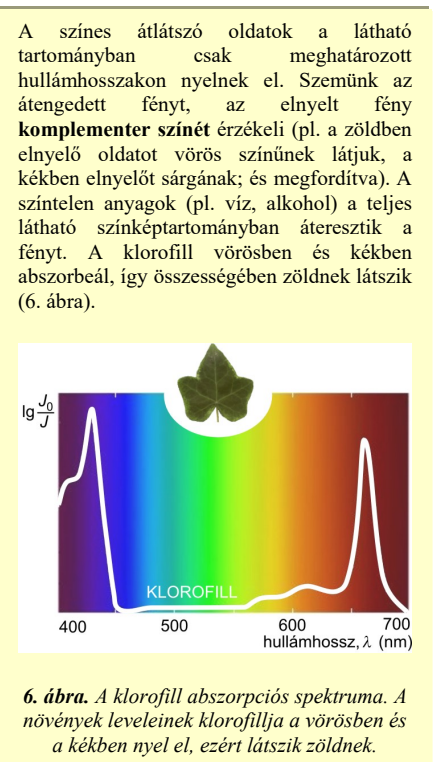 A színes átlátszó oldatok a látható
tartományban csak meghatározott
hullámhosszakon nyelnek el. Szemünk az
átengedett fényt, az elnyelt fény
komplementer színét érzékeli (pl. a zöldben
elnyelő oldatot vörös színűnek látjuk, a
kékben elnyelőt sárgának; és megfordítva). A
színtelen anyagok (pl. víz, alkohol) a teljes
látható színképtartományban áteresztik a
fényt. A klorofill vörösben és kékben
abszorbeál, így összességében zöldnek látszik
(6. ábra).
lg J₀/J
KLOROFILL
400 500 600 700
hullámhossz, λ (nm)
6. ábra. A klorofill abszorpciós spektruma. A
növények leveleinek klorofillja a vörösben és
a kékben nyel el, ezért látszik zöldnek.